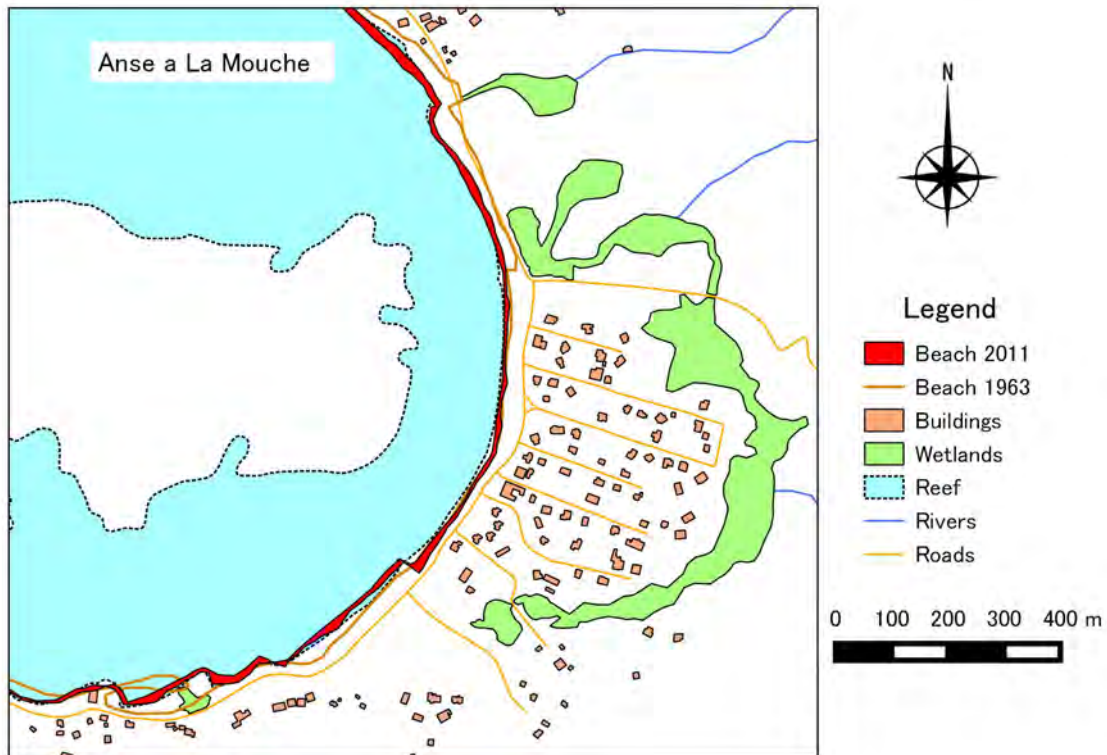 Anse a La Mouche
N
Legend
Beach 2011
Beach 1963
Buildings
Wetlands
Reef
Rivers
Roads
0 100 200 300 400 m